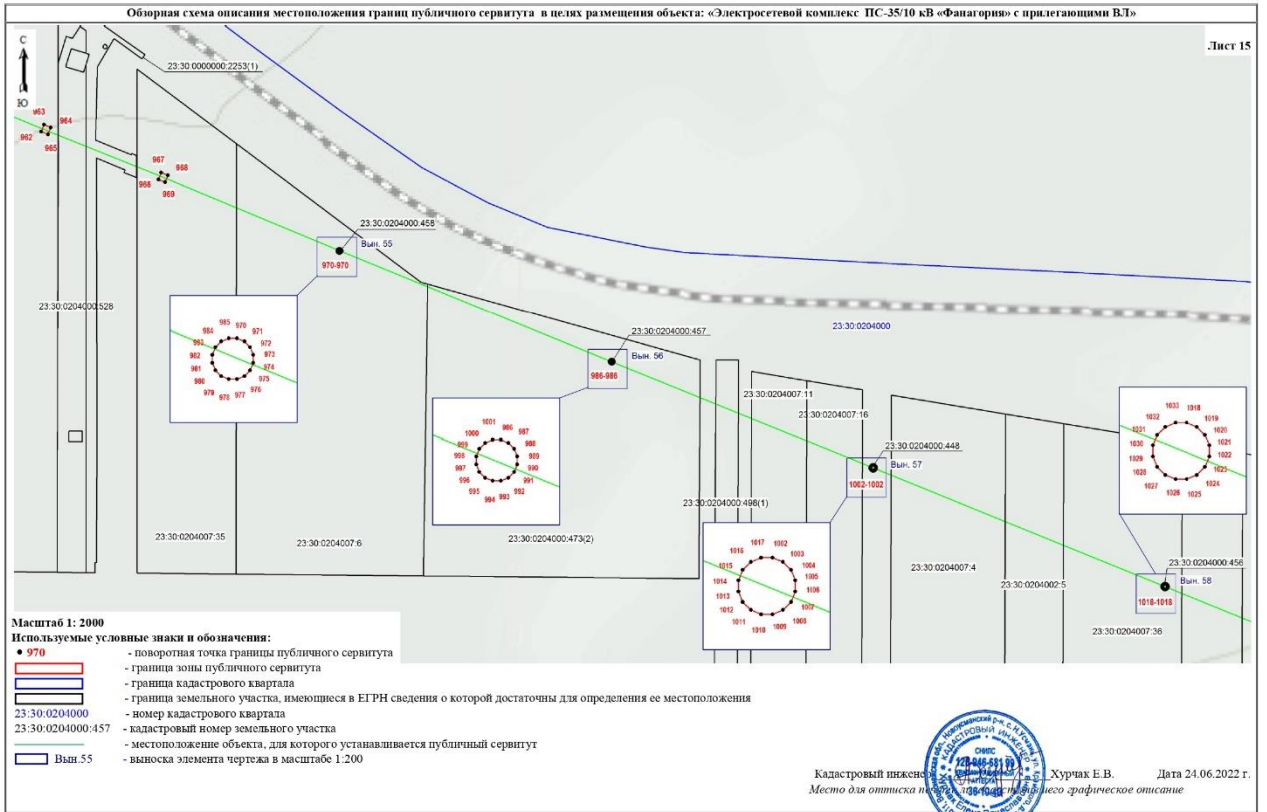 Обзорная схема описания местоположения границ публичного сервитута в целях размещения объекта: «Электросетевой комплекс ПС-35/10 кВ «Фанагория» с прилегающими ВЛ»
Лист 15
С
Ю
23:30:0000000:2253(1)
963
964
962
965
967
968
966
969
23:30:0204000:458
Вын. 55
970-970
23:30:0204000:528
985 970
984 971
983 972
982 973
981 974
980 975
979 976
978 977
23:30:0204000:457
Вын. 56
986-986
23:30:0204000
1001 986
1000 987
999 988
998 989
997 990
996 991
995 992
994 993
23:30:0204007:11
23:30:0204007:16
23:30:0204000:448
Вын. 57
1002-1002
23:30:0204000:498(1)
1033 1018
1032 1019
1031 1020
1030 1021
1029 1022
1028 1023
1027 1024
1026 1025
23:30:0204007:35
23:30:0204007:6
23:30:0204000:473(2)
1017 1002
1016 1003
1015 1004
1014 1005
1013 1006
1012 1007
1011 1008
1010 1009
23:30:0204007:4
23:30:0204002:5
23:30:0204000:456
Вын. 58
1018-1018
23:30:0204007:36
Масштаб 1: 2000
Используемые условные знаки и обозначения:
970 - поворотная точка границы публичного сервитута
- граница зоны публичного сервитута
- граница кадастрового квартала
- граница земельного участка, имеющиеся в ЕГРН сведения о которой достаточны для определения ее местоположения
23:30:0204000 - номер кадастрового квартала
23:30:0204000:457 - кадастровый номер земельного участка
- местоположение объекта, для которого устанавливается публичный сервитут
Вын.55 - выноска элемента чертежа в масштабе 1:200
Кадастровый инженер Хурчак Е.В. Дата 24.06.2022 г.
Место для оттиска графическое описание
КАДАСТРОВЫЙ ИНЖЕНЕР
СНИЛС